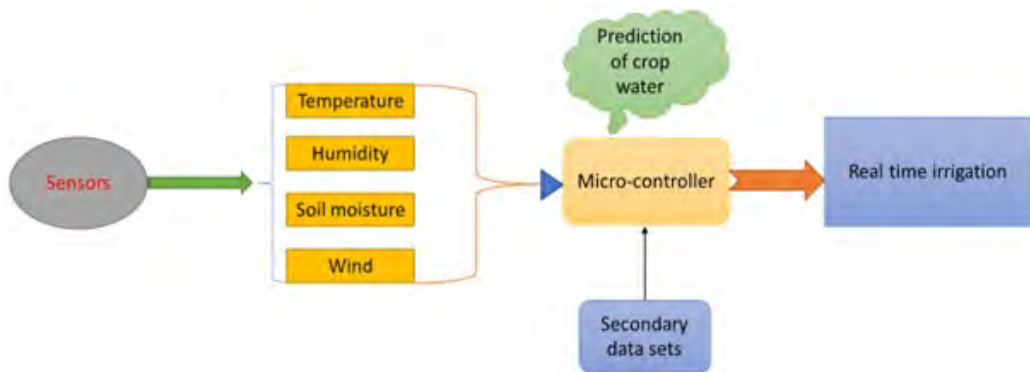 Sensors
Temperature
Humidity
Soil moisture
Wind
Prediction
of crop
water
Micro-controller
Secondary
data sets
Real time irrigation